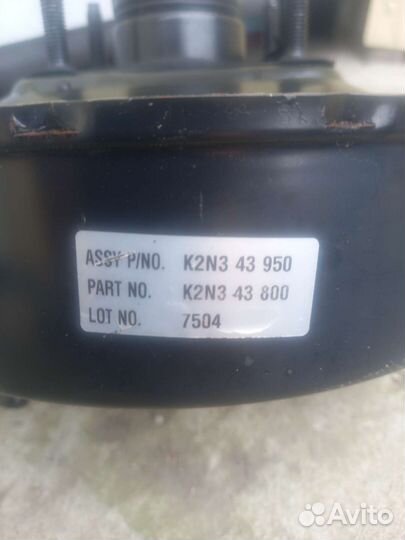 ASSY P/NO. K2N3 43 950
PART NO. K2N3 43 800
LOT NO. 7504
Avito